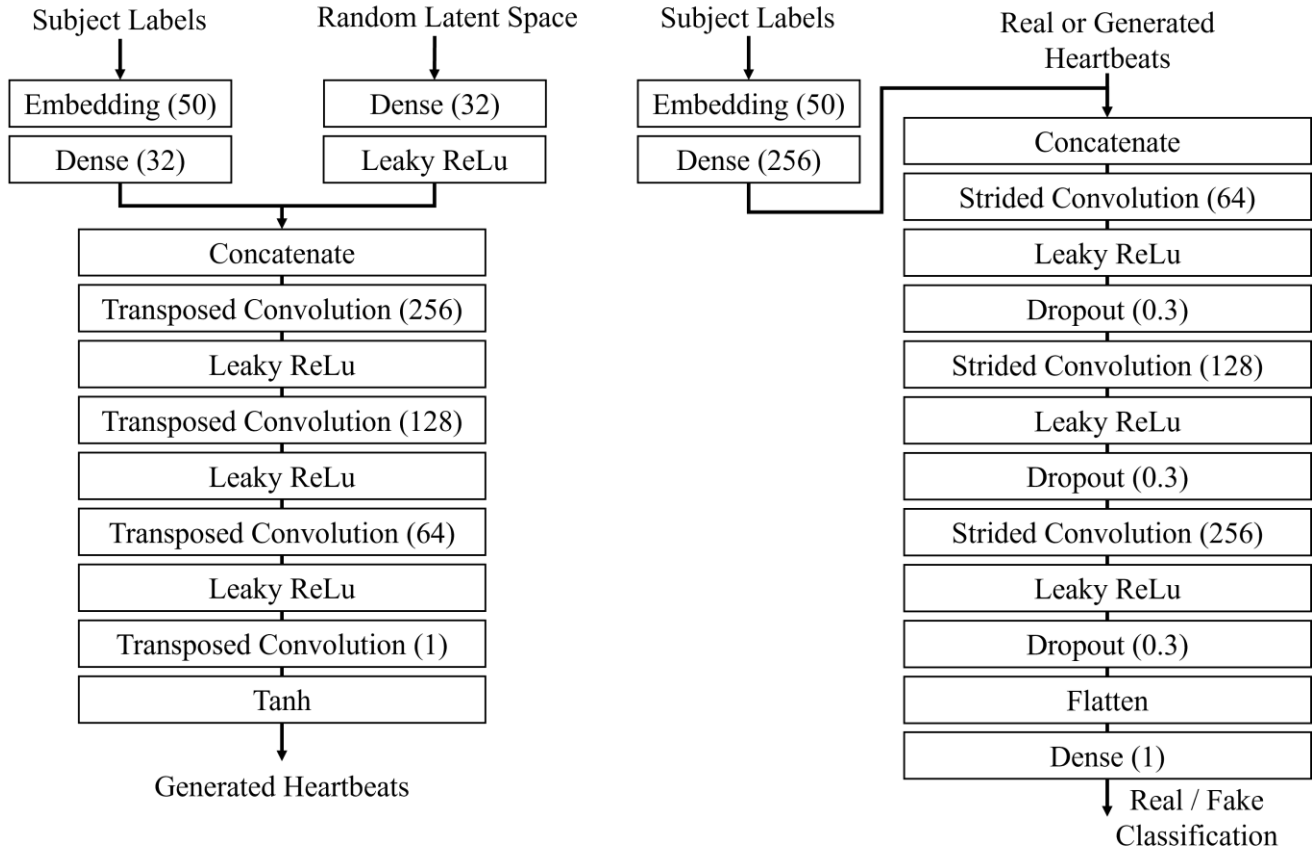 Subject Labels
Random Latent Space
Embedding (50)
Dense (32)
Dense (32)
Leaky ReLu
Concatenate
Transposed Convolution (256)
Leaky ReLu
Transposed Convolution (128)
Leaky ReLu
Transposed Convolution (64)
Leaky ReLu
Transposed Convolution (1)
Tanh
Generated Heartbeats
Subject Labels
Real or Generated
Heartbeats
Embedding (50)
Dense (256)
Concatenate
Strided Convolution (64)
Leaky ReLu
Dropout (0.3)
Strided Convolution (128)
Leaky ReLu
Dropout (0.3)
Strided Convolution (256)
Leaky ReLu
Dropout (0.3)
Flatten
Dense (1)
Real / Fake
Classification